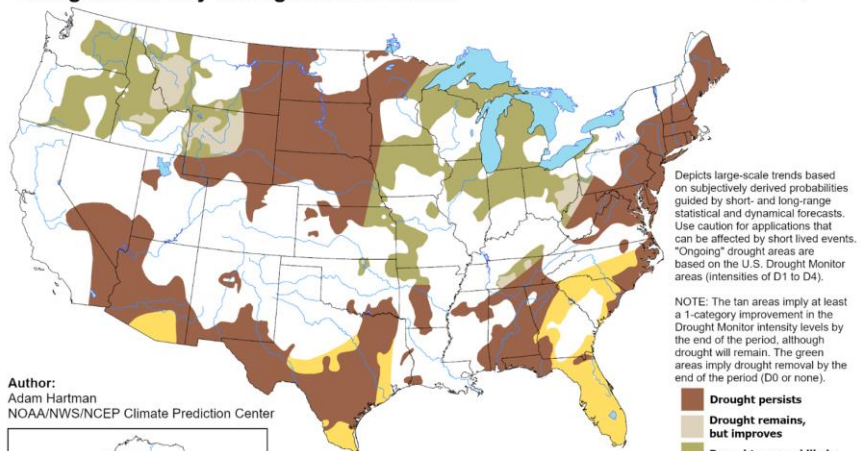 Depicts large-scale trends based
on subjectively derived probabilities
guided by short- and long-range
statistical and dynamical forecasts.
Use caution for applications that
can be affected by short lived events.
"Ongoing" drought areas are
based on the U.S. Drought Monitor
areas (intensities of D1 to D4).
NOTE: The tan areas imply at least
a 1-category improvement in the
Drought Monitor intensity levels by
the end of the period, although
drought will remain. The green
areas imply drought removal by the
end of the period (D0 or none).
Author:
Adam Hartman
NOAA/NWS/NCEP Climate Prediction Center
Drought persists
Drought remains,
but improves